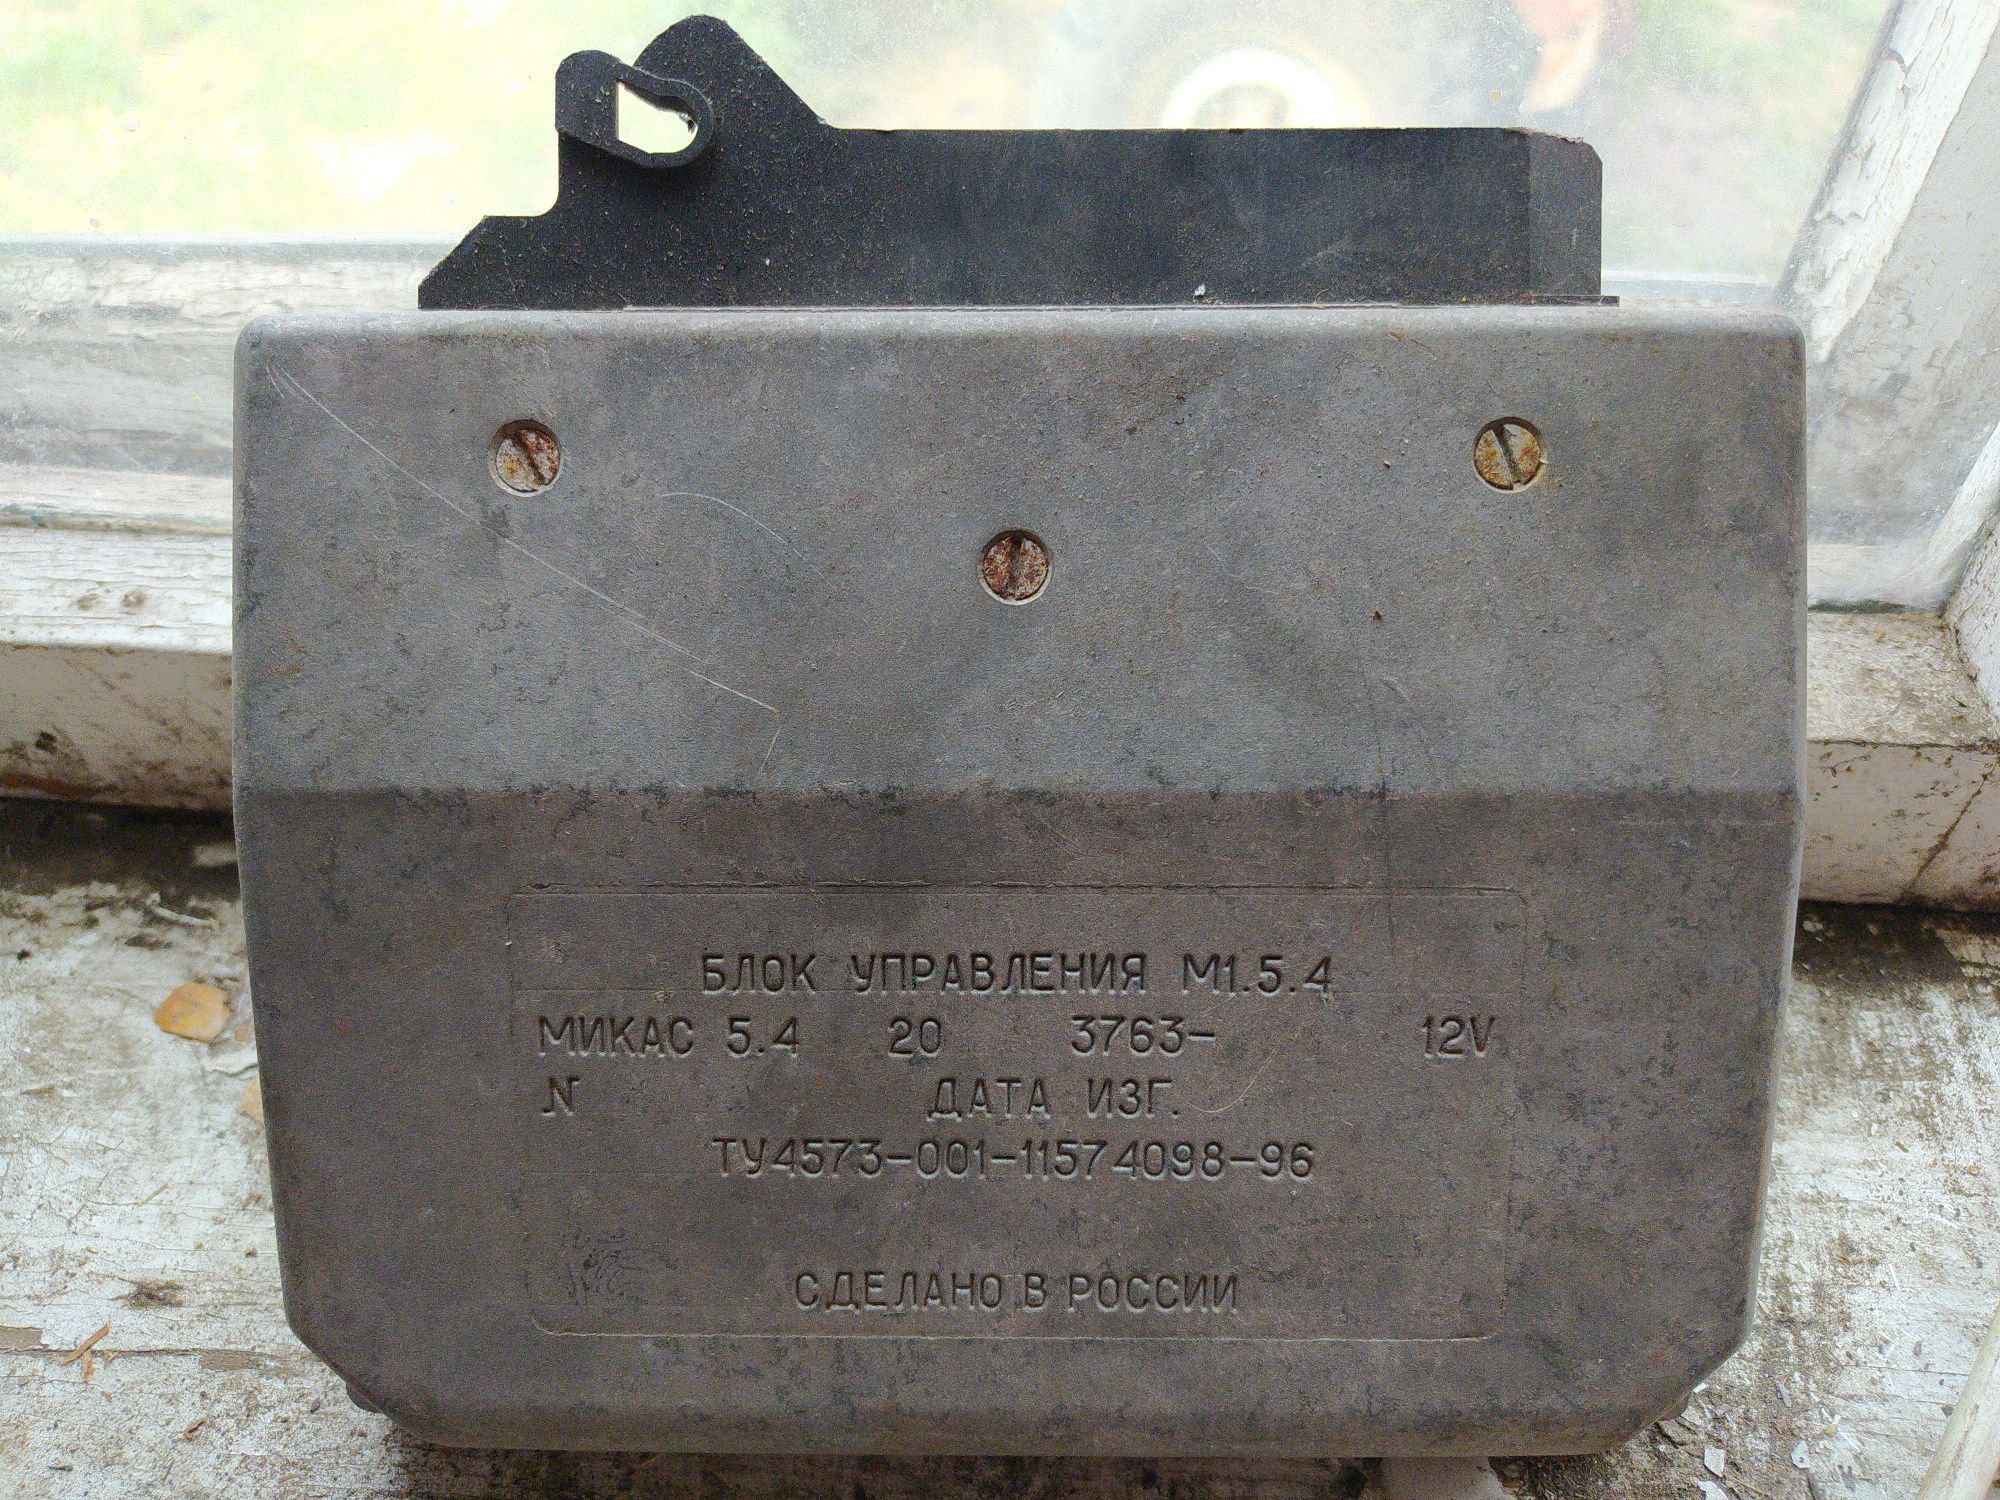 БЛОК УПРАВЛЕНИЯ М1.5.4
МИКАС 5.4 20 3763- 12V
N ДАТА ИЗГ.
ТУ4573-001-11574098-96
СДЕЛАНО В РОССИИ